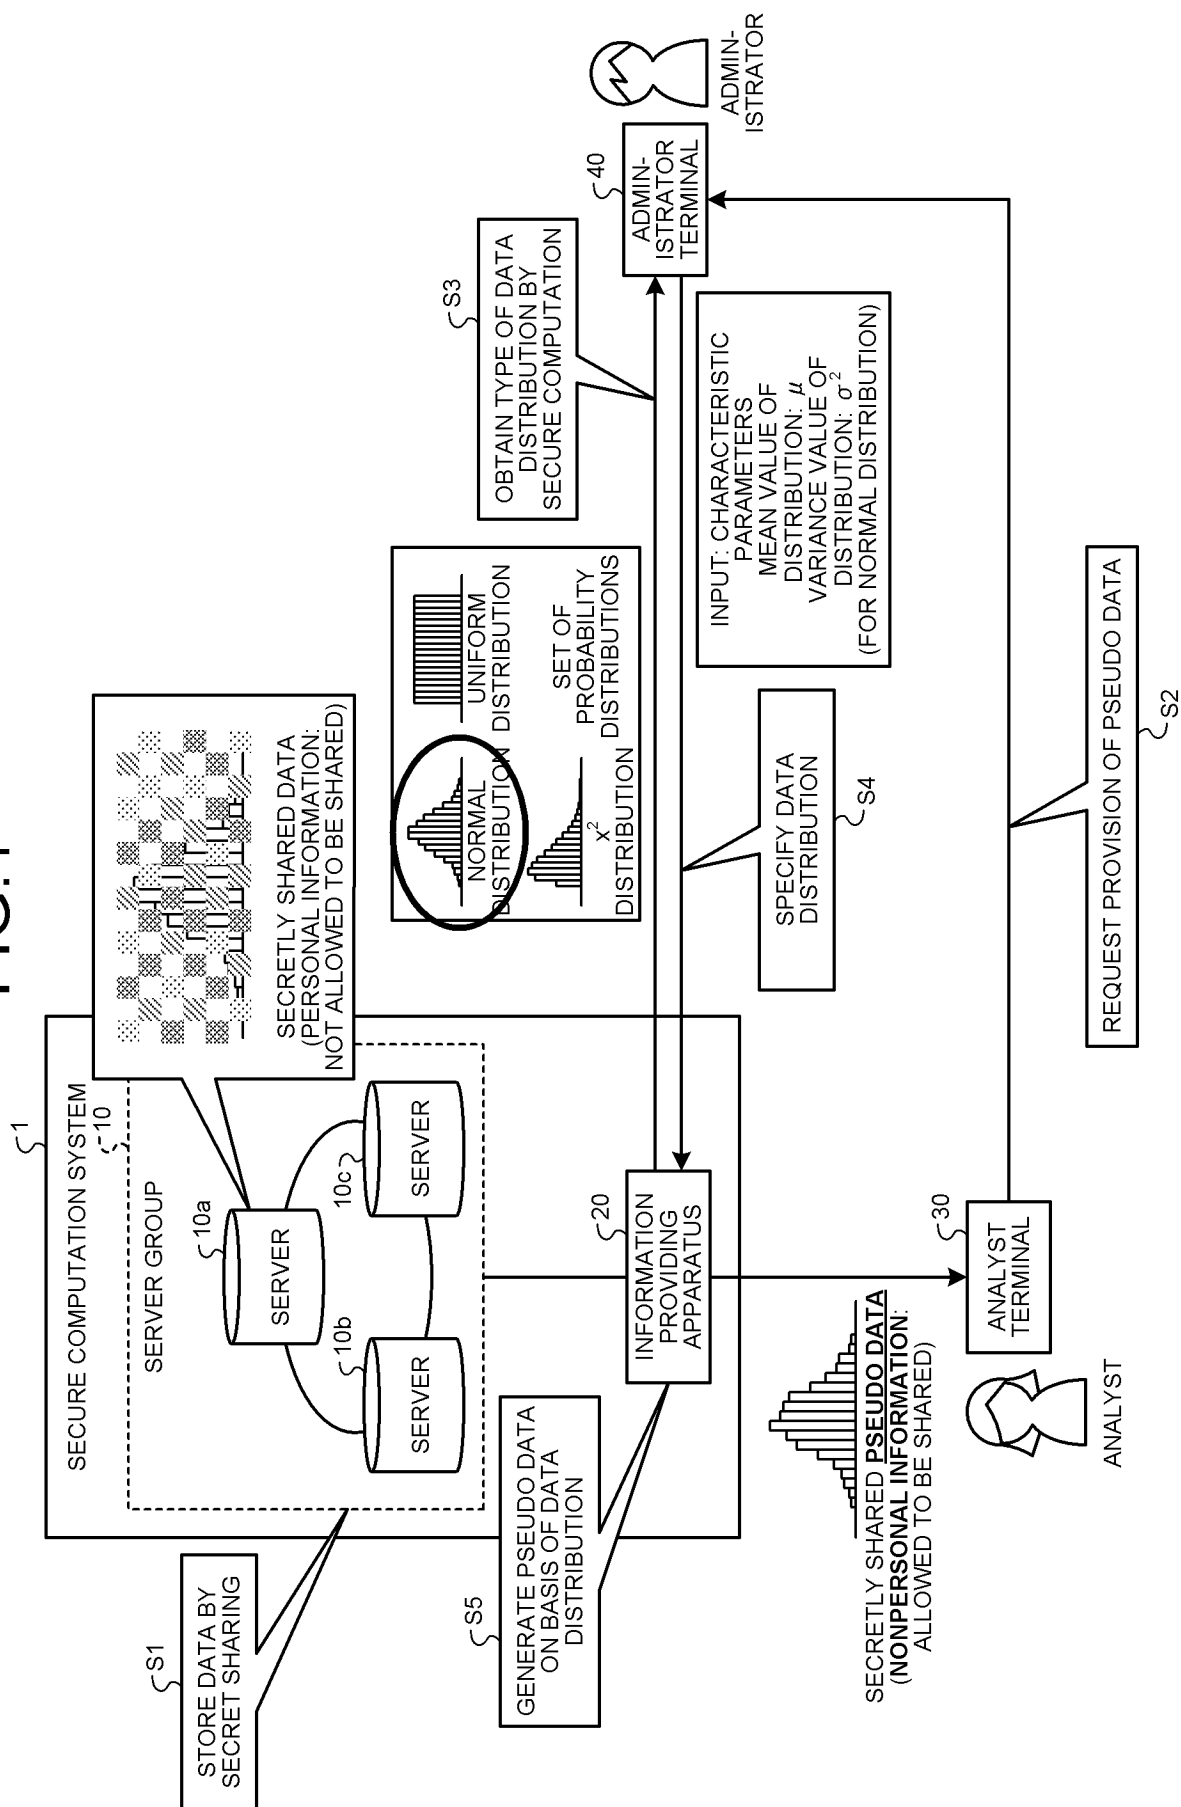 1
SECURE COMPUTATION SYSTEM
10
SERVER GROUP
10a
SERVER
10b
SERVER
10c
SERVER
SECRETLY SHARED DATA
(PERSONAL INFORMATION:
NOT ALLOWED TO BE SHARED)
S1
STORE DATA BY
SECRET SHARING
S5
GENERATE PSEUDO DATA
ON BASIS OF DATA
DISTRIBUTION
20
INFORMATION
PROVIDING
APPARATUS
NORMAL
DISTRIBUTION
UNIFORM
DISTRIBUTION
x²
DISTRIBUTION
SET OF
PROBABILITY
DISTRIBUTIONS
S3
OBTAIN TYPE OF DATA
DISTRIBUTION BY
SECURE COMPUTATION
40
ADMIN-
ISTRATOR
TERMINAL
ADMIN-
ISTRATOR
INPUT: CHARACTERISTIC
PARAMETERS
MEAN VALUE OF
DISTRIBUTION: μ
VARIANCE VALUE OF
DISTRIBUTION: σ²
(FOR NORMAL DISTRIBUTION)
SPECIFY DATA
DISTRIBUTION
S4
SECRETLY SHARED PSEUDO DATA
(NONPERSONAL INFORMATION:
ALLOWED TO BE SHARED)
30
ANALYST
TERMINAL
ANALYST
REQUEST PROVISION OF PSEUDO DATA
S2